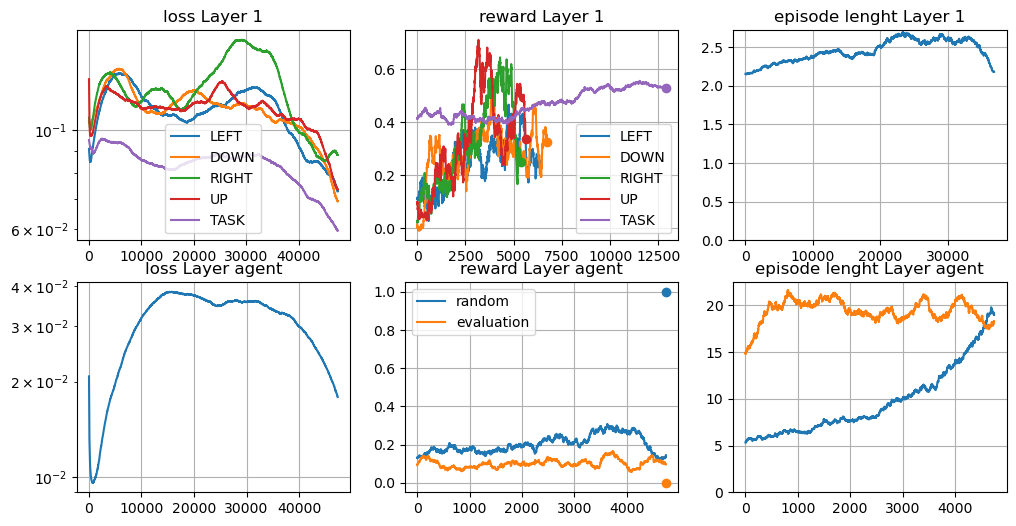 loss Layer 1
reward Layer 1
episode lenght Layer 1
10⁻¹
6 × 10⁻²
LEFT
DOWN
RIGHT
UP
TASK
0 10000 20000 30000 40000
0.6
0.4
0.2
0.0
LEFT
DOWN
RIGHT
UP
TASK
0 2500 5000 7500 10000 12500
2.5
2.0
1.5
1.0
0.5
0.0
0 10000 20000 30000
loss Layer agent
reward Layer agent
episode lenght Layer agent
4 × 10⁻²
3 × 10⁻²
2 × 10⁻²
10⁻²
0 10000 20000 30000 40000
1.0
0.8
0.6
0.4
0.2
0.0
random
evaluation
0 1000 2000 3000 4000
20
15
10
5
0
0 1000 2000 3000 4000